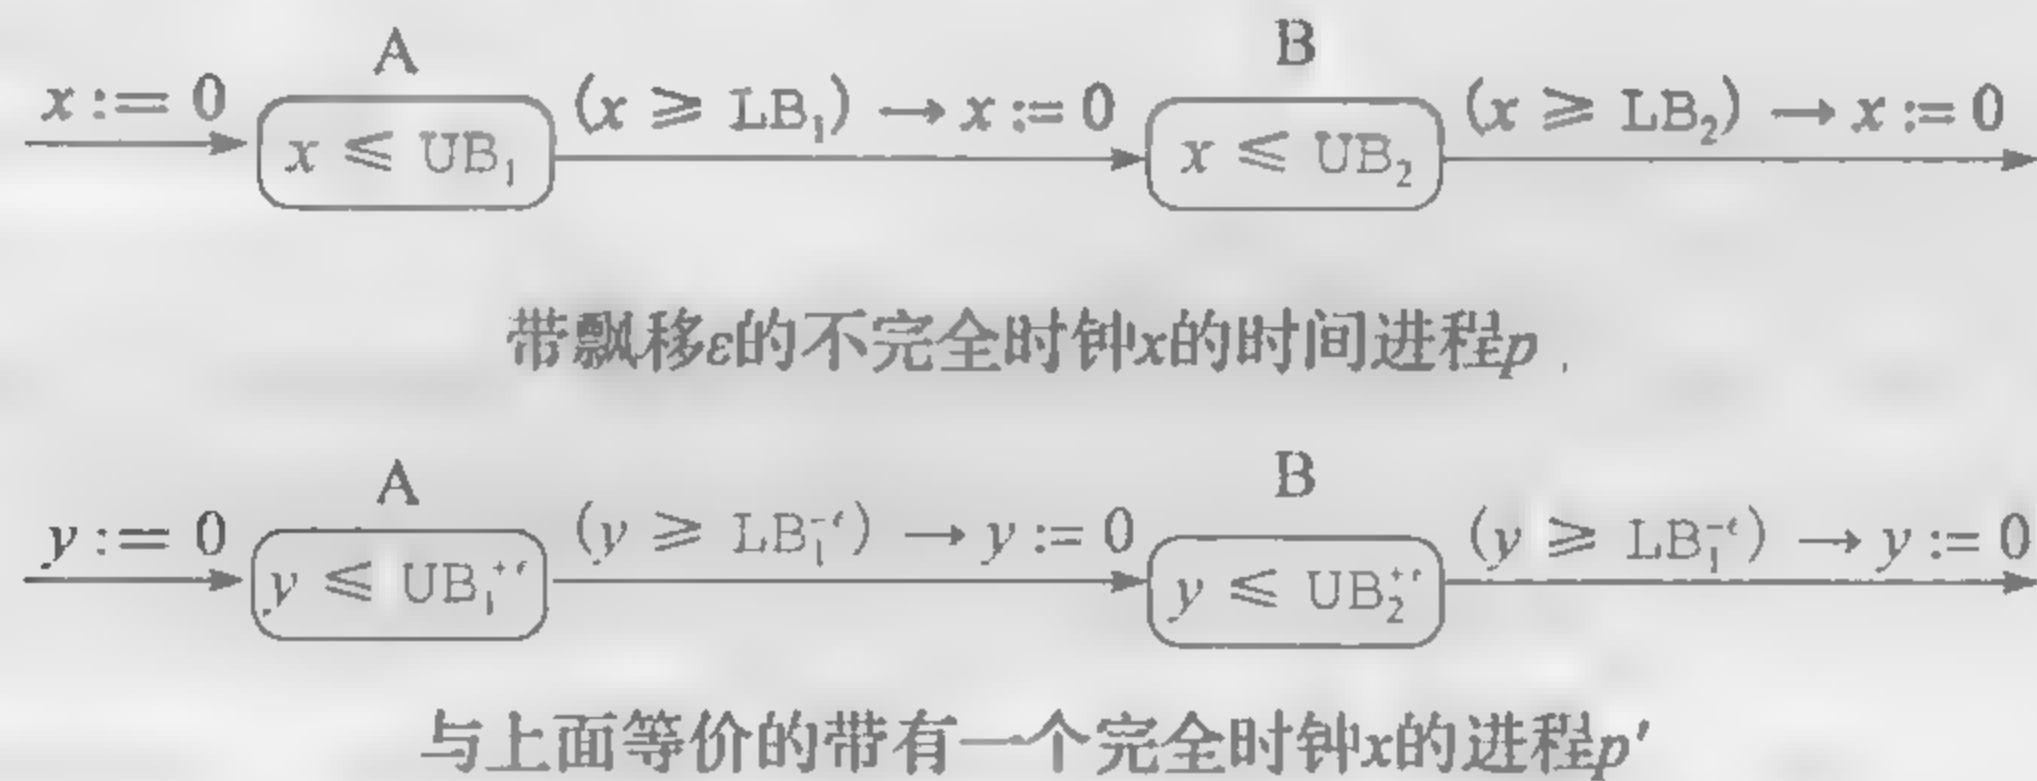 A B
x := 0 x ≤ UB₁ (x ≥ LB₁) → x := 0 x ≤ UB₂ (x ≥ LB₂) → x := 0
带飘移ε的不完全时钟x的时间进程p
A B
y := 0 y ≤ UB₁⁺ᵋ (y ≥ LB₁⁻ᵋ) → y := 0 y ≤ UB₂⁺ᵋ (y ≥ LB₁⁻ᵋ) → y := 0
与上面等价的带有一个完全时钟x的进程p′